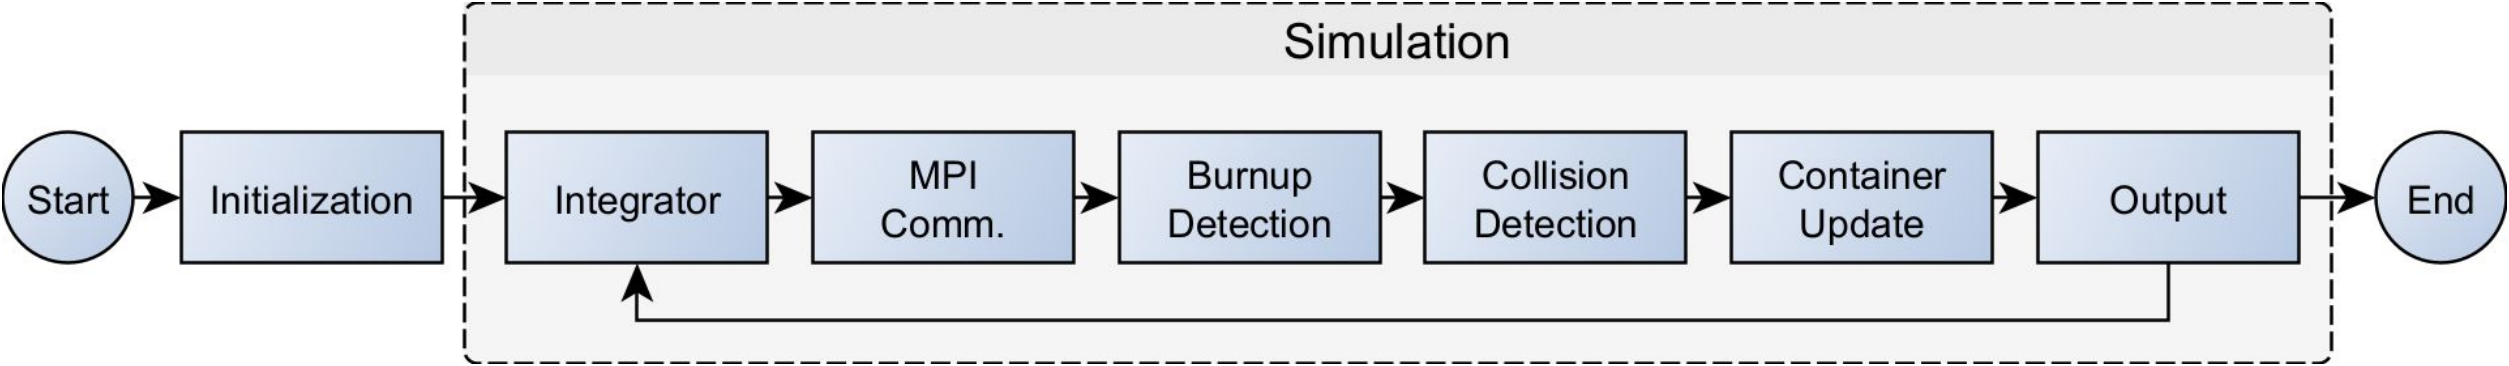 Simulation
Start
Initialization
Integrator
MPI
Comm.
Burnup
Detection
Collision
Detection
Container
Update
Output
End